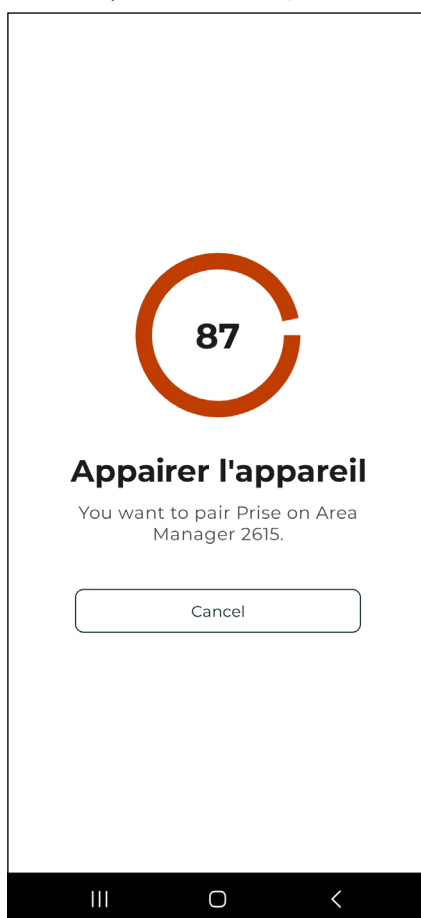 87
Appairer l'appareil
You want to pair Prise on Area
Manager 2615.
Cancel